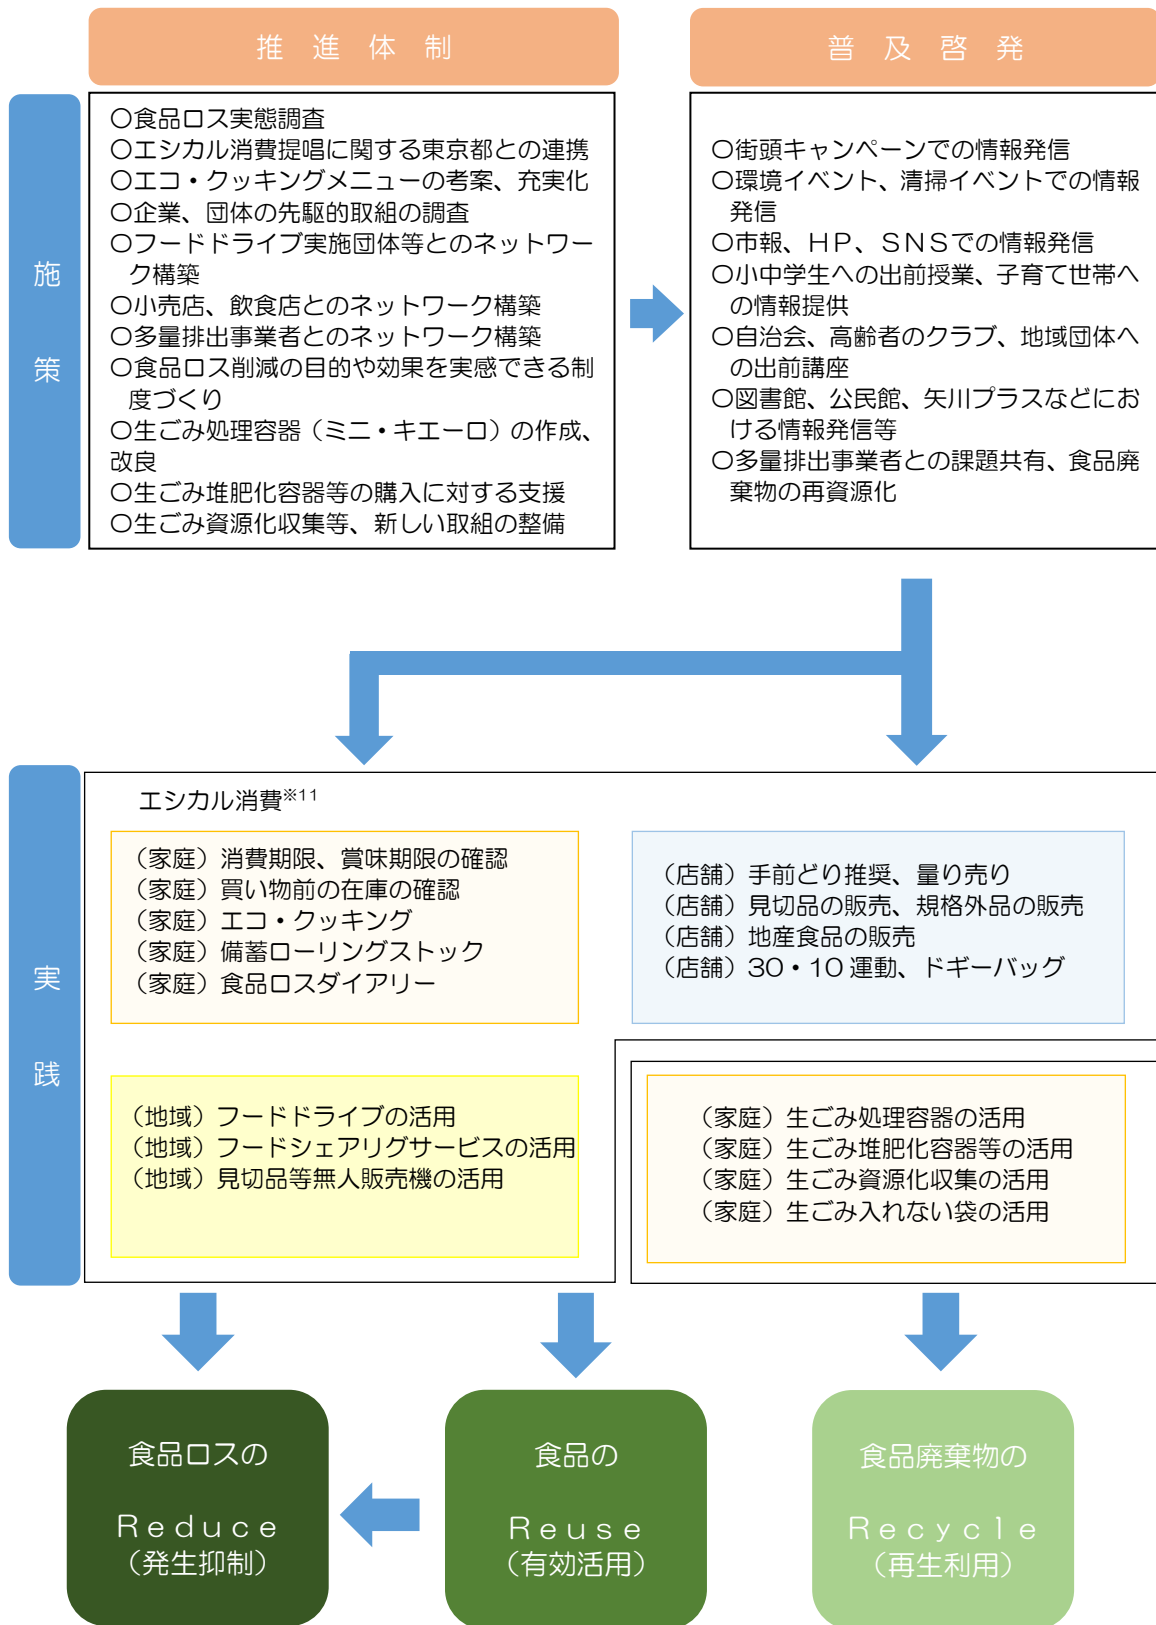 推進体制
普及啓発
施策
〇食品ロス実態調査
〇エシカル消費提唱に関する東京都との連携
〇エコ・クッキングメニューの考案、充実化
〇企業、団体の先駆的取組の調査
〇フードドライブ実施団体等とのネットワー
ク構築
〇小売店、飲食店とのネットワーク構築
〇多量排出事業者とのネットワーク構築
〇食品ロス削減の目的や効果を実感できる制
度づくり
〇生ごみ処理容器（ミニ・キエーロ）の作成、
改良
〇生ごみ堆肥化容器等の購入に対する支援
〇生ごみ資源化収集等、新しい取組の整備
〇街頭キャンペーンでの情報発信
〇環境イベント、清掃イベントでの情報
発信
〇市報、ＨＰ、ＳＮＳでの情報発信
〇小中学生への出前授業、子育て世帯へ
の情報提供
〇自治会、高齢者のクラブ、地域団体へ
の出前講座
〇図書館、公民館、矢川プラスなどにお
ける情報発信等
〇多量排出事業者との課題共有、食品廃
棄物の再資源化
実践
エシカル消費※11
（家庭）消費期限、賞味期限の確認
（家庭）買い物前の在庫の確認
（家庭）エコ・クッキング
（家庭）備蓄ローリングストック
（家庭）食品ロスダイアリー
（店舗）手前どり推奨、量り売り
（店舗）見切品の販売、規格外品の販売
（店舗）地産食品の販売
（店舗）30・10 運動、ドギーバッグ
（地域）フードドライブの活用
（地域）フードシェアリグサービスの活用
（地域）見切品等無人販売機の活用
（家庭）生ごみ処理容器の活用
（家庭）生ごみ堆肥化容器等の活用
（家庭）生ごみ資源化収集の活用
（家庭）生ごみ入れない袋の活用
食品ロスの
Ｒｅｄｕｃｅ
（発生抑制）
食品の
Ｒｅｕｓｅ
（有効活用）
食品廃棄物の
Ｒｅｃｙｃｌｅ
（再生利用）